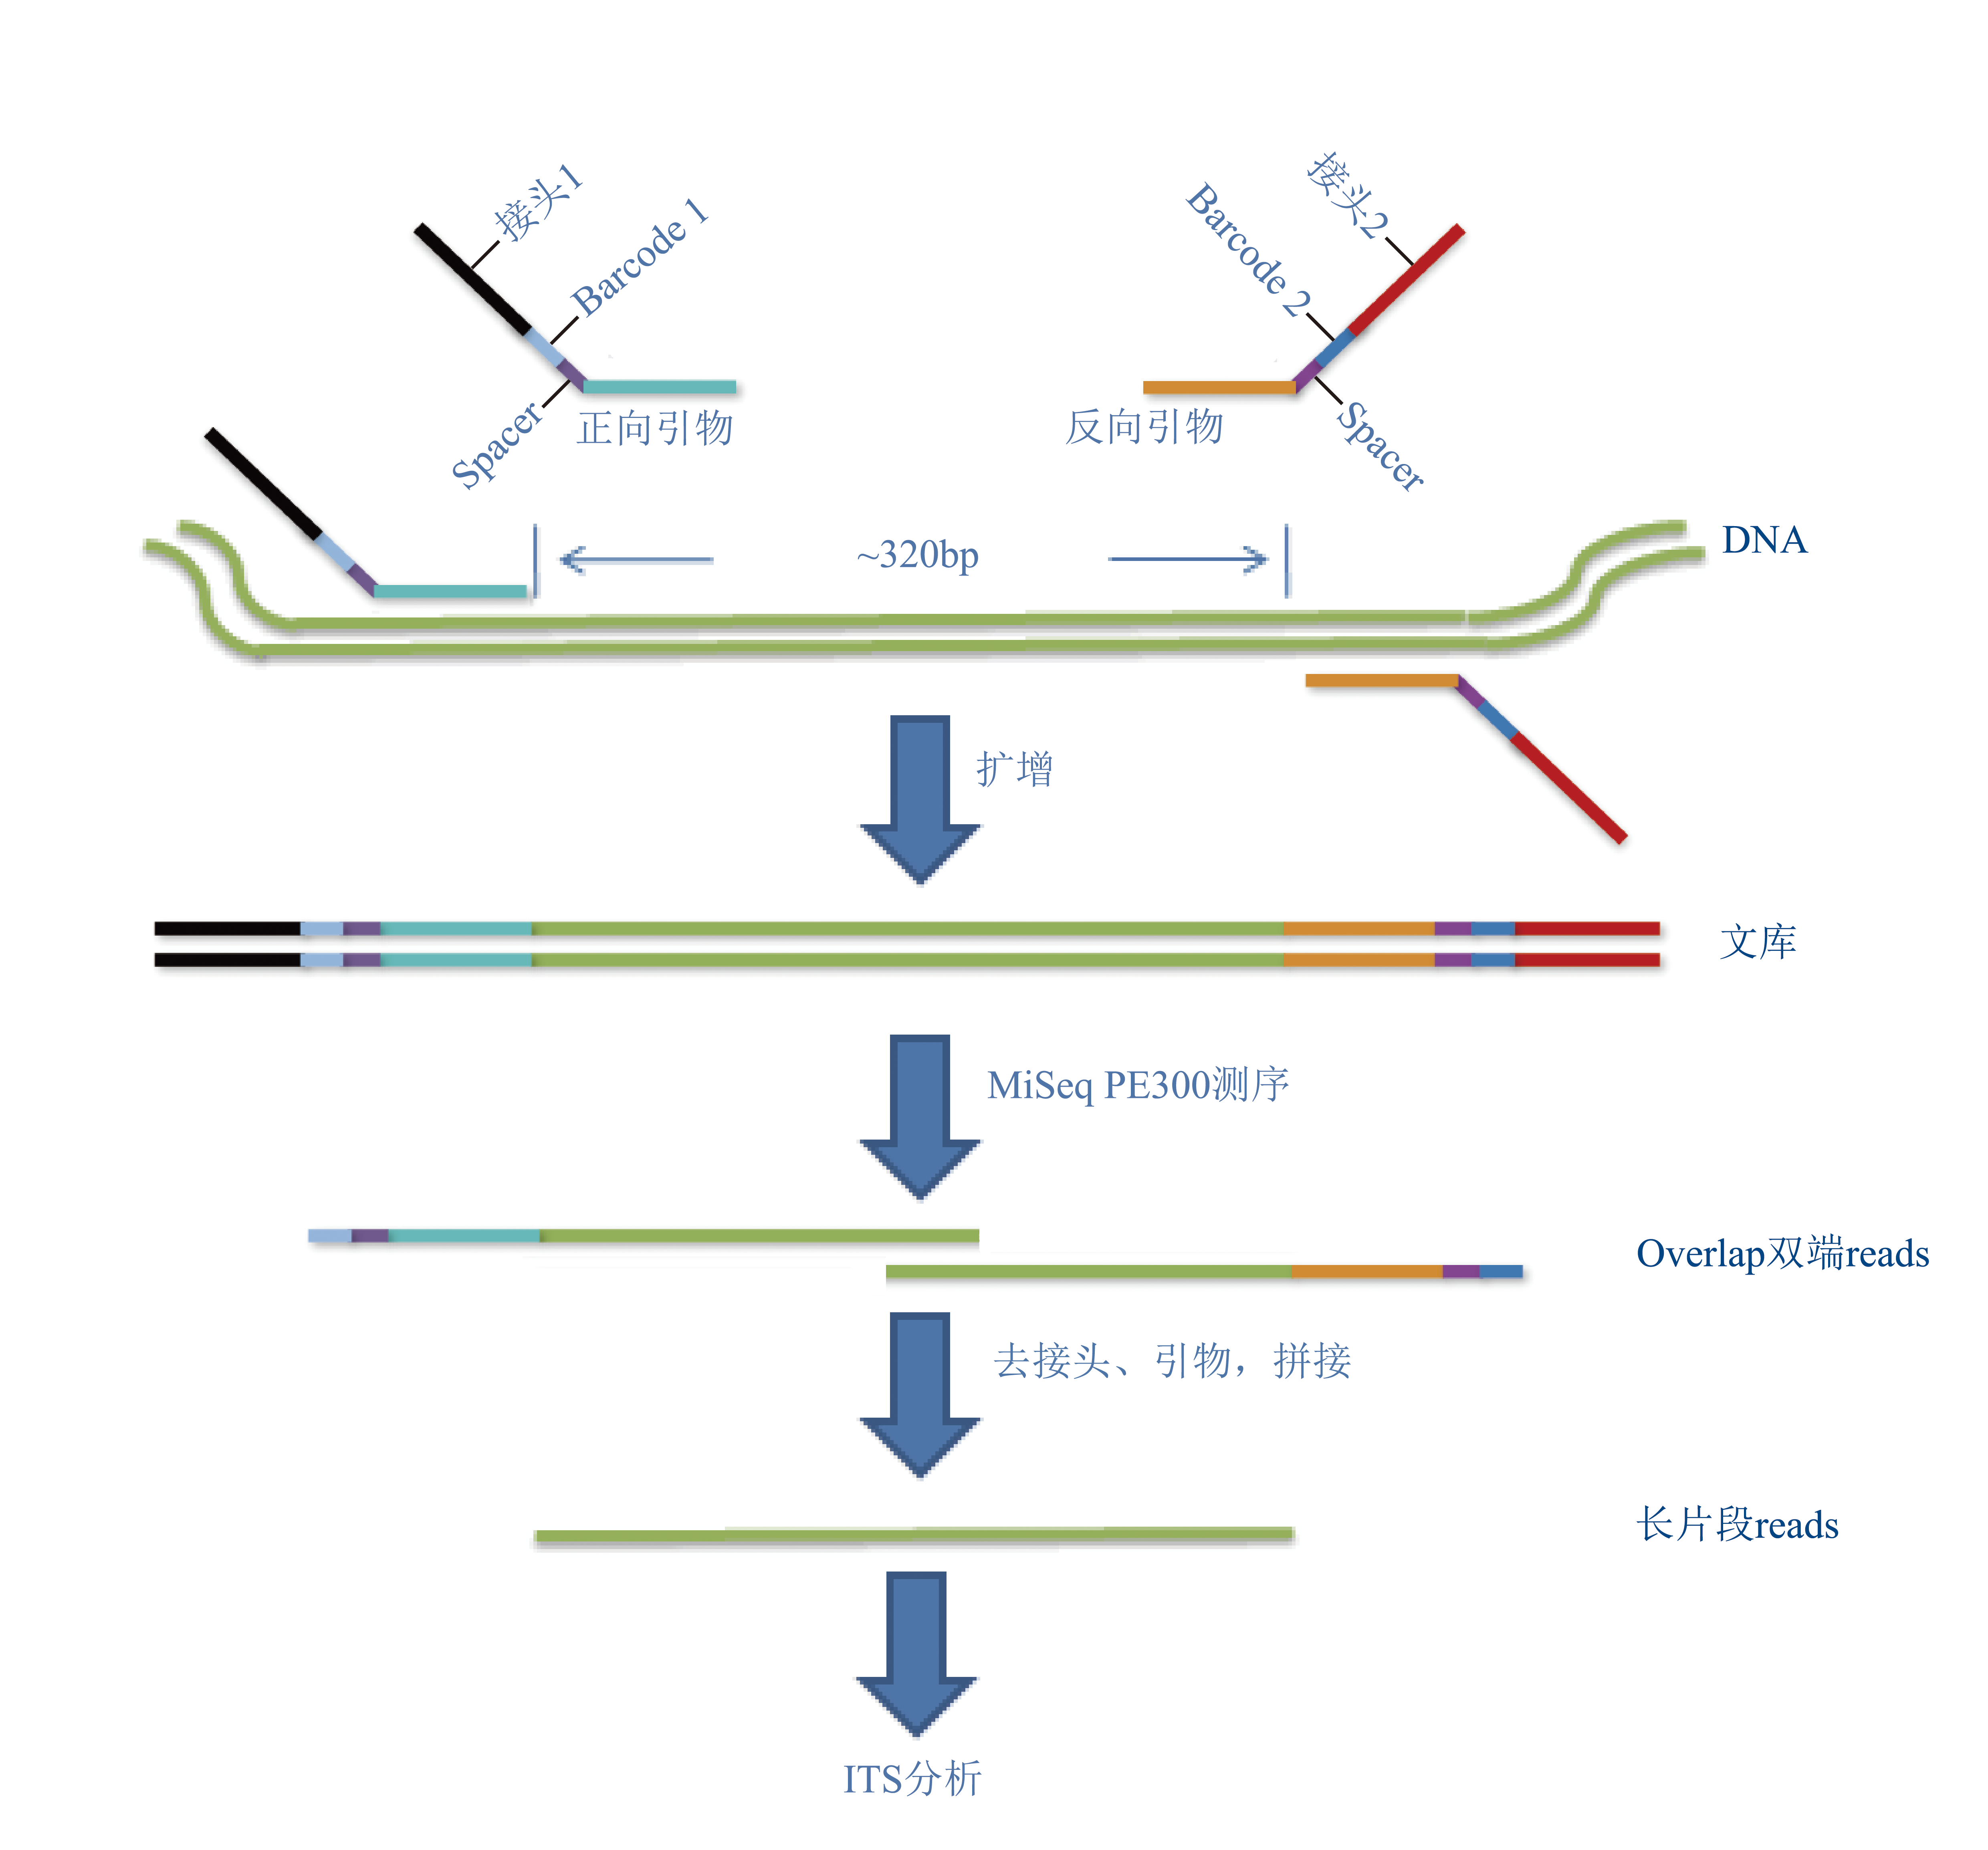 接头1
Barcode 1
Spacer
正向引物
接头2
Barcode 2
Spacer
反向引物
~320bp
DNA
扩增
文库
MiSeq PE300测序
Overlap双端reads
去接头、引物，拼接
长片段reads
ITS分析